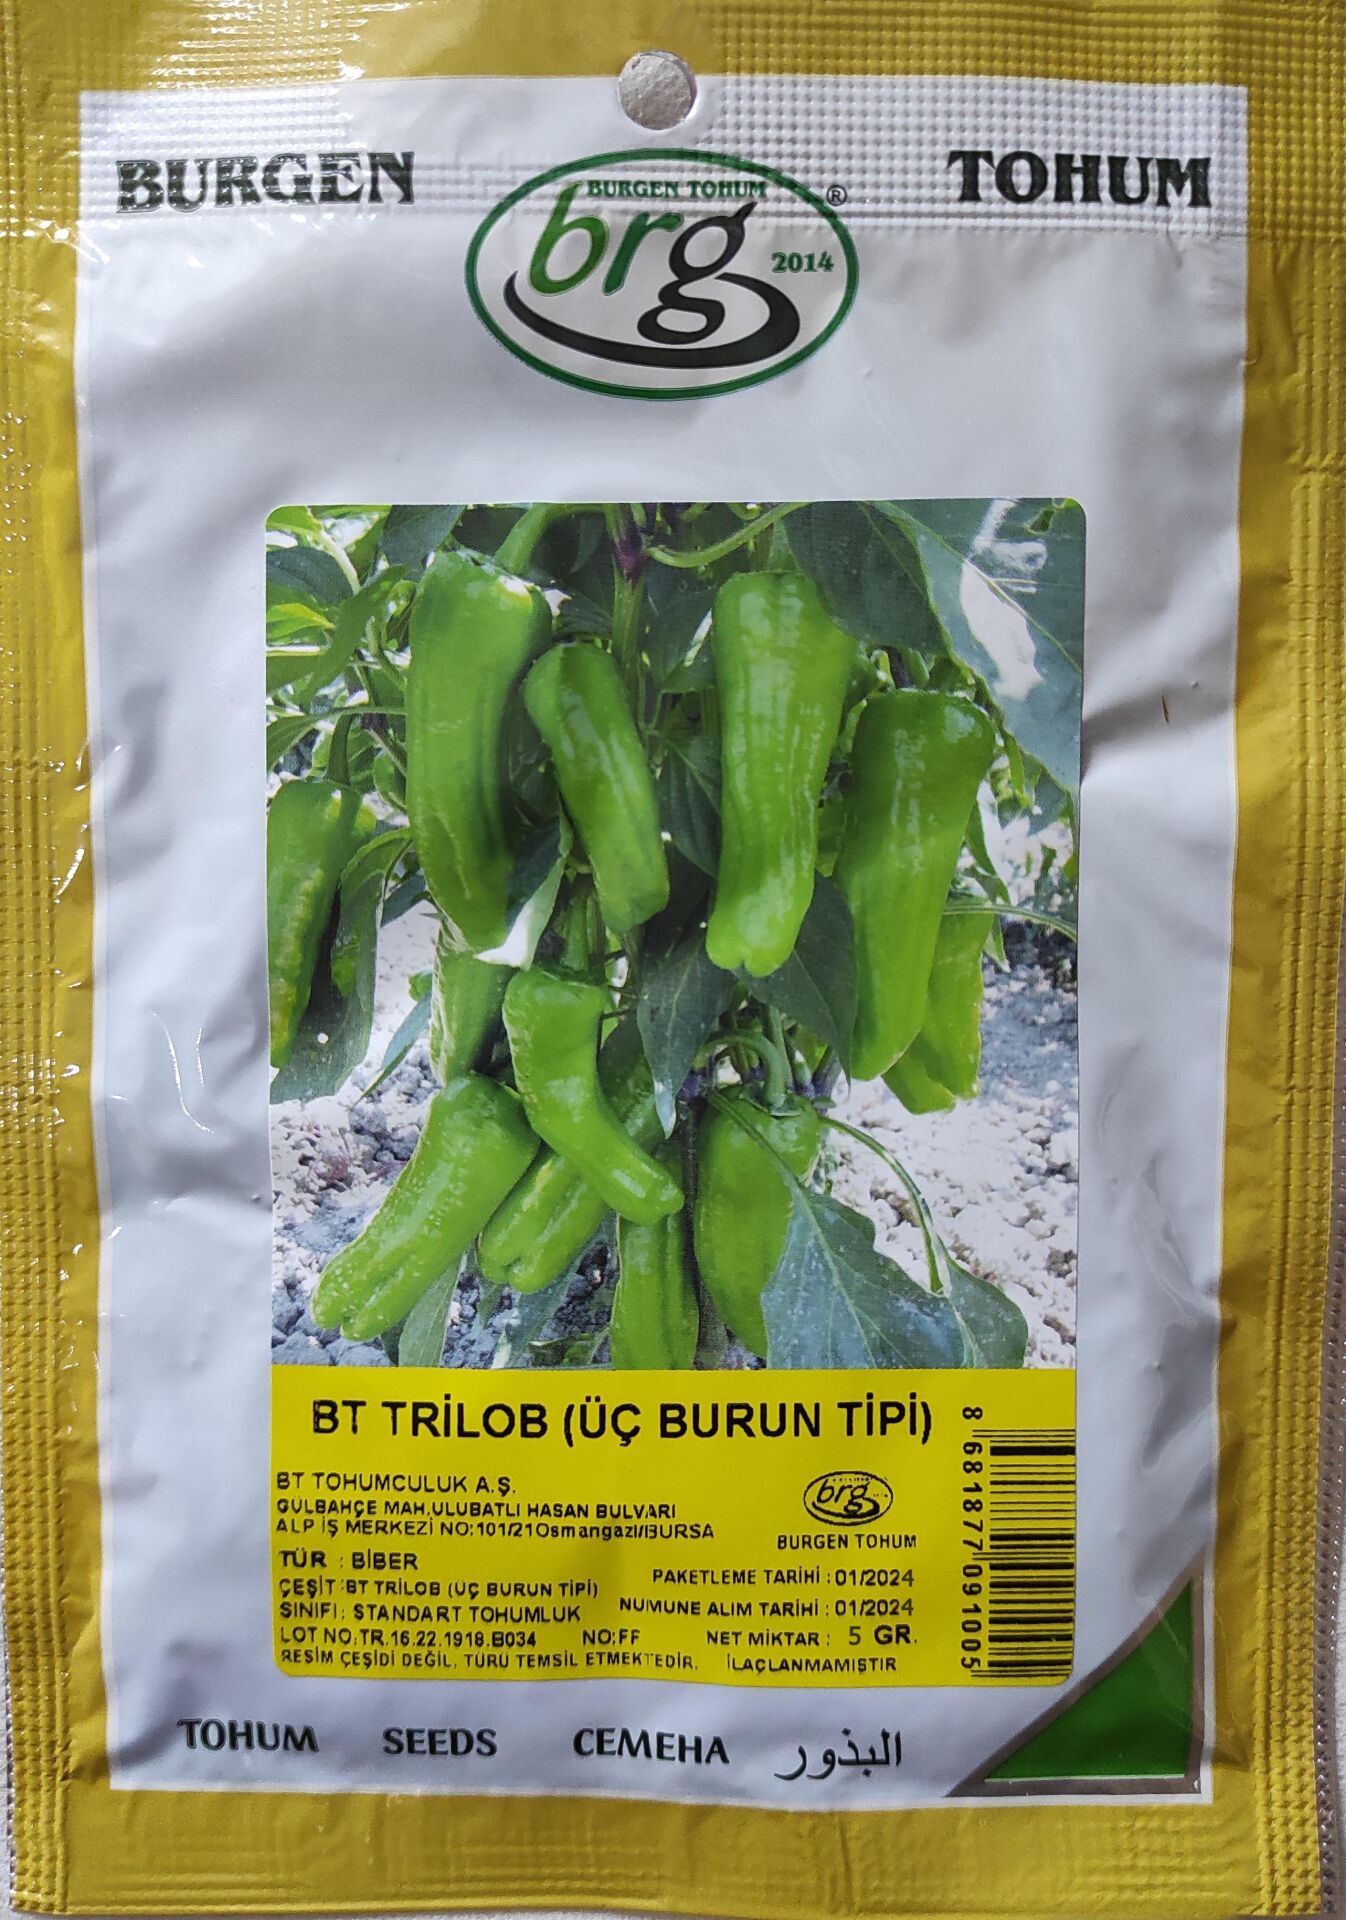 BURGEN
TOHUM
BURGEN TOHUM
brg
2014
®
BT TRİLOB (ÜÇ BURUN TİPİ)
BT TOHUMCULUK A.Ş.
GÜLBAHÇE MAH,ULUBATLI HASAN BULVARI
ALP İŞ MERKEZİ NO:101/21Osmangazi/BURSA
brg
BURGEN TOHUM
TÜR : BİBER
ÇEŞİT:BT TRİLOB (ÜÇ BURUN TİPİ)
SINIFI: STANDART TOHUMLUK
LOT NO:TR.16.22.1918.B034 NO:FF
PAKETLEME TARİHİ : 01/2024
NUMUNE ALIM TARİHİ : 01/2024
NET MİKTAR : 5 GR.
RESİM ÇEŞİDİ DEĞİL, TÜRÜ TEMSİL ETMEKTEDİR. İLAÇLANMAMIŞTIR
8 681877 091005
TOHUM SEEDS СЕМЕНА البذور